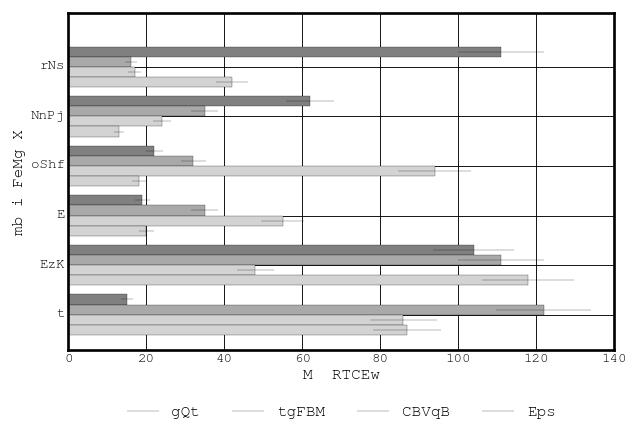 rNs
NnPj
oShf
E
EzK
t
mb i FeMg X
0 20 40 60 80 100 120 140
M RTCEw
gQt tgFBM CBVqB Eps